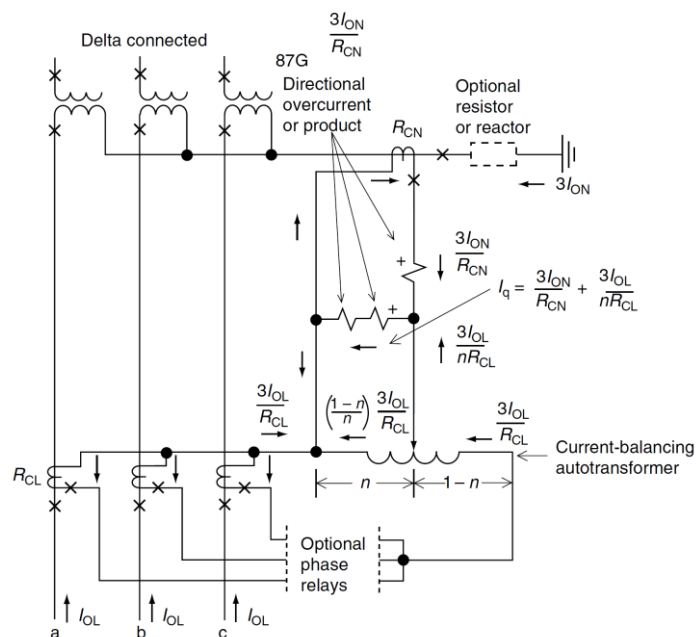 Delta connected
3I_ON
R_CN
87G
Directional
overcurrent
or product
R_CN
Optional
resistor
or reactor
3I_ON
+
3I_ON
R_CN
+
I_q = 3I_ON/R_CN + 3I_OL/nR_CL
3I_OL
nR_CL
3I_OL
R_CL
(1−n/n) 3I_OL/R_CL
3I_OL
R_CL
Current-balancing
autotransformer
R_CL
n
1−n
Optional
phase
relays
I_OL
I_OL
I_OL
a
b
c